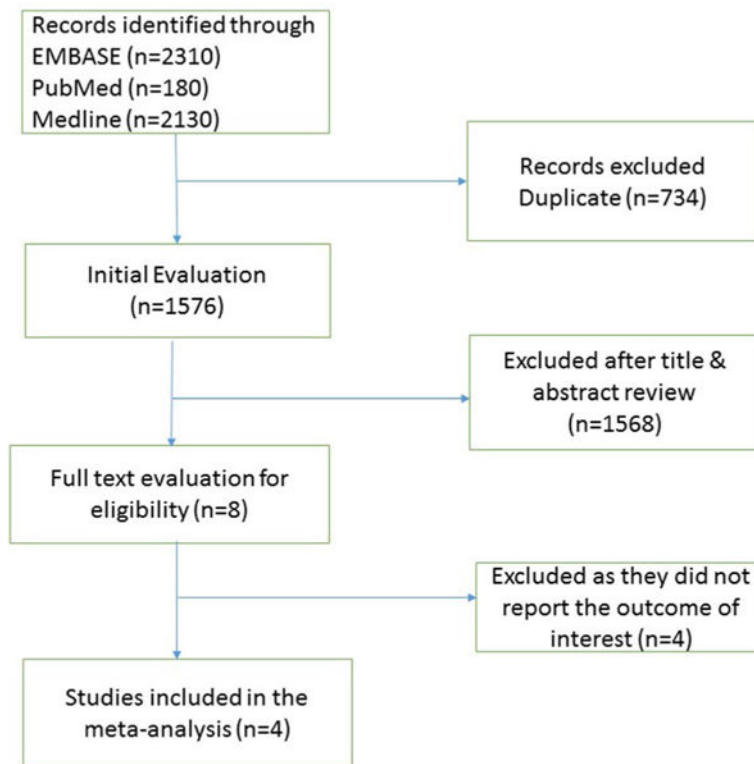 Records identified through
EMBASE (n=2310)
PubMed (n=180)
Medline (n=2130)
Records excluded
Duplicate (n=734)
Initial Evaluation
(n=1576)
Excluded after title &
abstract review
(n=1568)
Full text evaluation for
eligibility (n=8)
Excluded as they did not
report the outcome of
interest (n=4)
Studies included in the
meta-analysis (n=4)